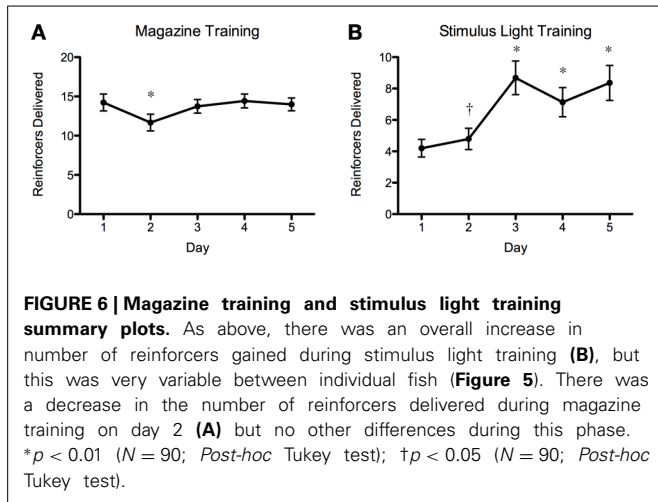 A Magazine Training
20
15
10
5
0
Reinforcers Delivered
*
1 2 3 4 5
Day
B Stimulus Light Training
10
8
6
4
2
0
Reinforcers Delivered
† * * *
1 2 3 4 5
Day
FIGURE 6 | Magazine training and stimulus light training
summary plots. As above, there was an overall increase in
number of reinforcers gained during stimulus light training (B), but
this was very variable between individual fish (Figure 5). There was
a decrease in the number of reinforcers delivered during magazine
training on day 2 (A) but no other differences during this phase.
*p < 0.01 (N = 90; Post-hoc Tukey test); †p < 0.05 (N = 90; Post-hoc
Tukey test).